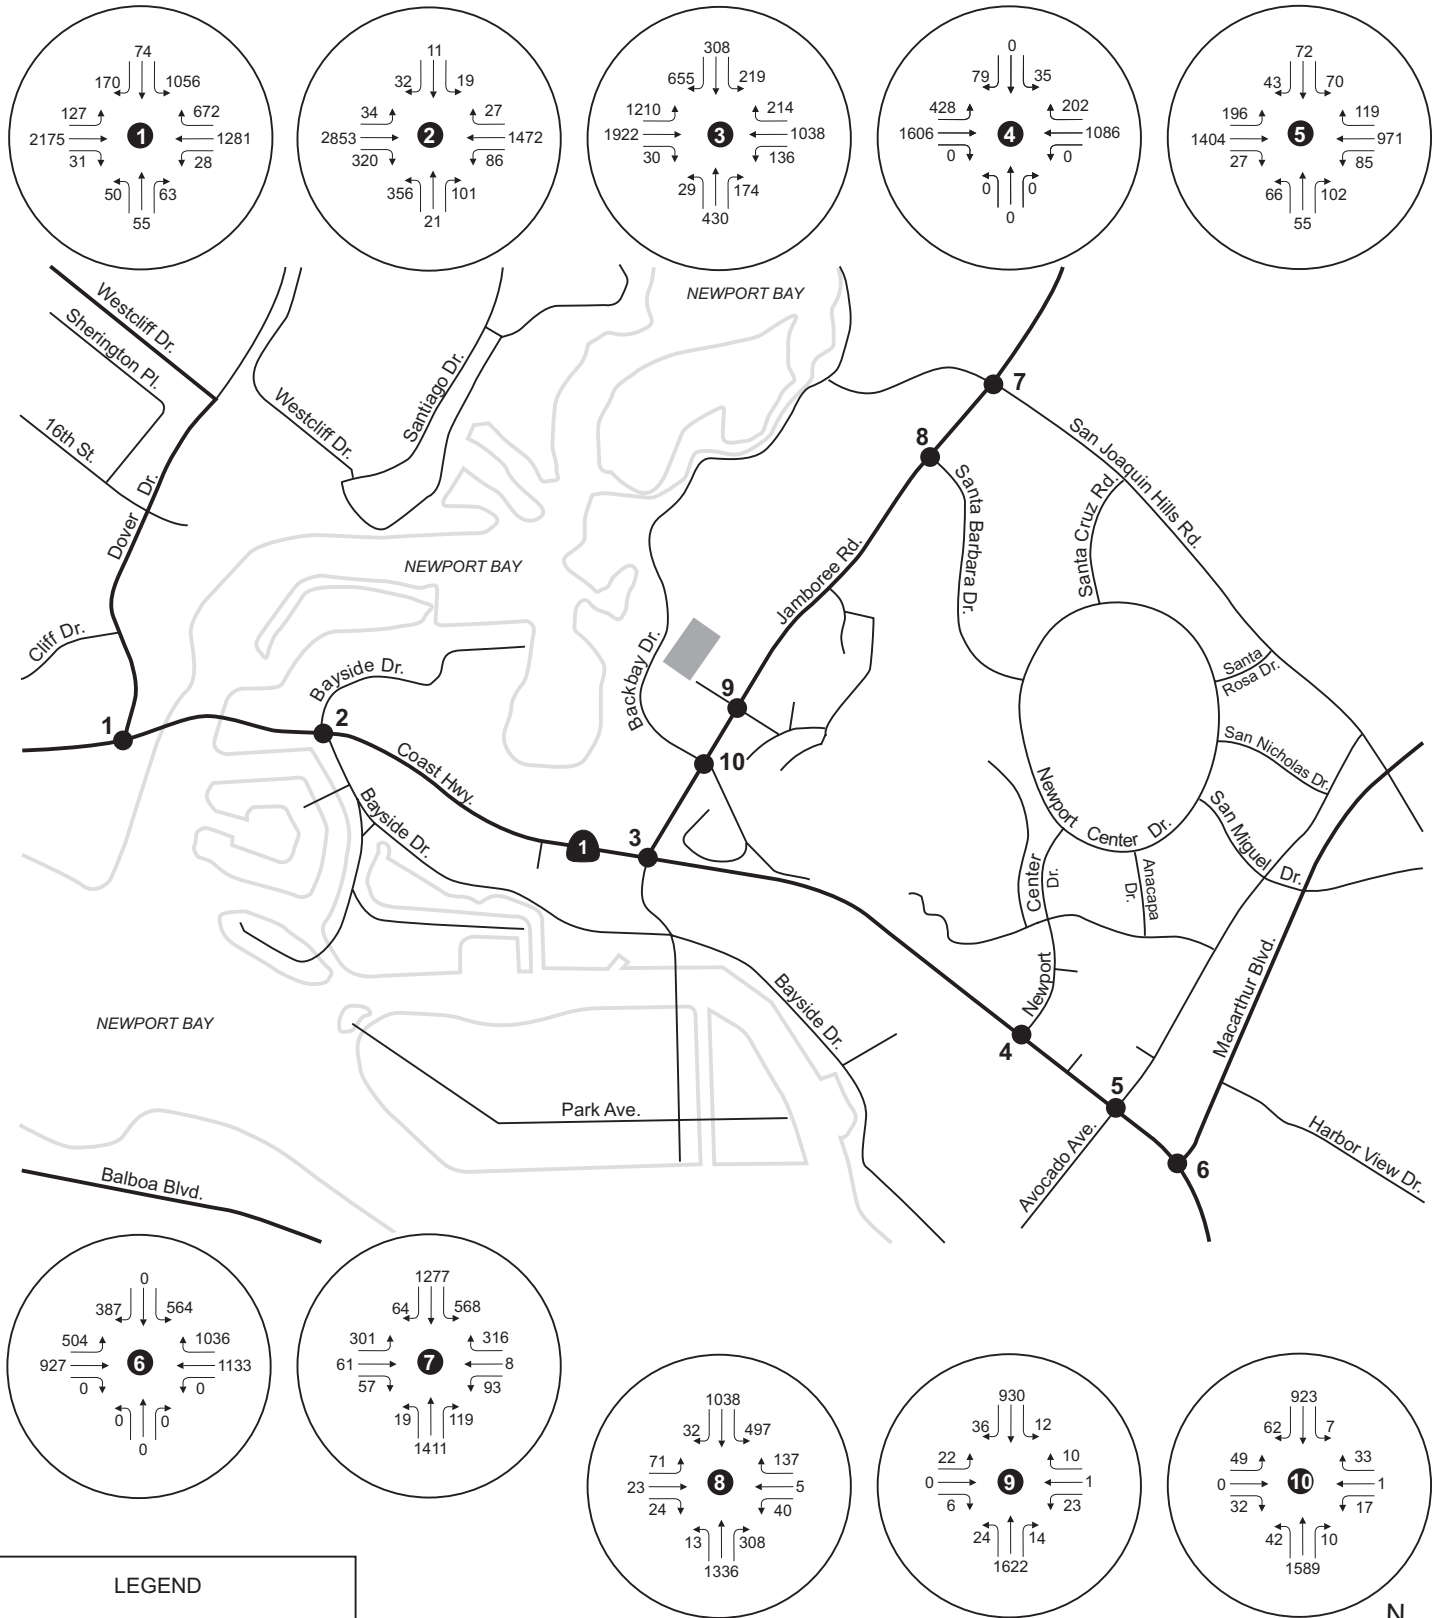 74
170 1056
127 672
2175 1 1281
31 28
50 63
55
11
32 19
34 27
2853 2 1472
320 86
356 101
21
308
655 219
1210 214
1922 3 1038
30 136
29 174
430
0
79 35
428 202
1606 4 1086
0 0
0 0
0
72
43 70
196 119
1404 5 971
27 85
66 102
55
NEWPORT BAY
Westcliff Dr.
Sherington Pl.
16th St.
Dover Dr.
Cliff Dr.
Westcliff Dr.
Santiago Dr.
NEWPORT BAY
7
8
San Joaquin Hills Rd.
Santa Cruz Rd.
Santa Barbara Dr.
Jamboree Rd.
Backbay Dr.
Bayside Dr.
1
2
9
10
Santa
Rosa Dr.
San Nicholas Dr.
San Miguel Dr.
Newport Center Dr.
Anacapa
Dr.
Coast Hwy.
Bayside Dr.
1
3
Newport Center
Dr.
Macarthur Blvd.
Bayside Dr.
NEWPORT BAY
4
5
6
Park Ave.
Avocado Ave.
Harbor View Dr.
Balboa Blvd.
0
387 564
504 1036
927 6 1133
0 0
0 0
0
1277
64 568
301 316
61 7 8
57 93
19 119
1411
1038
32 497
71 137
23 8 5
24 40
13 308
1336
930
36 12
22 10
0 9 1
6 23
24 14
1622
923
62 7
49 33
0 10 1
32 17
42 10
1589
LEGEND
N